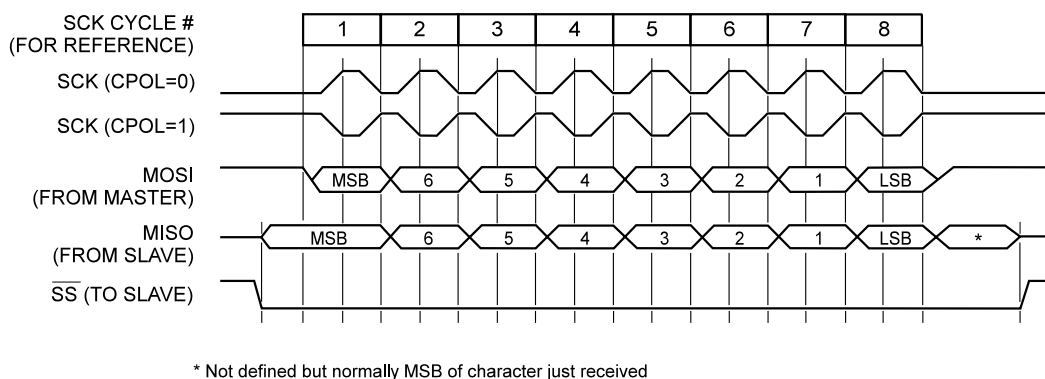 SCK CYCLE #
(FOR REFERENCE)
1 2 3 4 5 6 7 8
SCK (CPOL=0)
SCK (CPOL=1)
MOSI
(FROM MASTER)
MSB 6 5 4 3 2 1 LSB
MISO
(FROM SLAVE)
MSB 6 5 4 3 2 1 LSB *
SS (TO SLAVE)
* Not defined but normally MSB of character just received